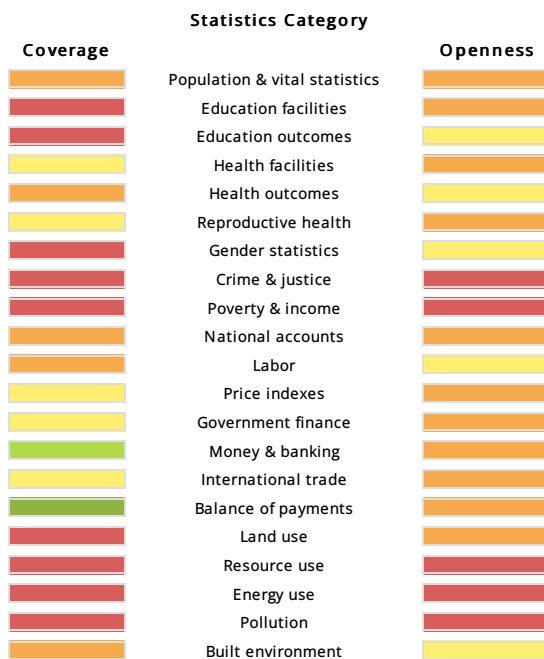 Statistics Category
Coverage
Openness
Population & vital statistics
Education facilities
Education outcomes
Health facilities
Health outcomes
Reproductive health
Gender statistics
Crime & justice
Poverty & income
National accounts
Labor
Price indexes
Government finance
Money & banking
International trade
Balance of payments
Land use
Resource use
Energy use
Pollution
Built environment